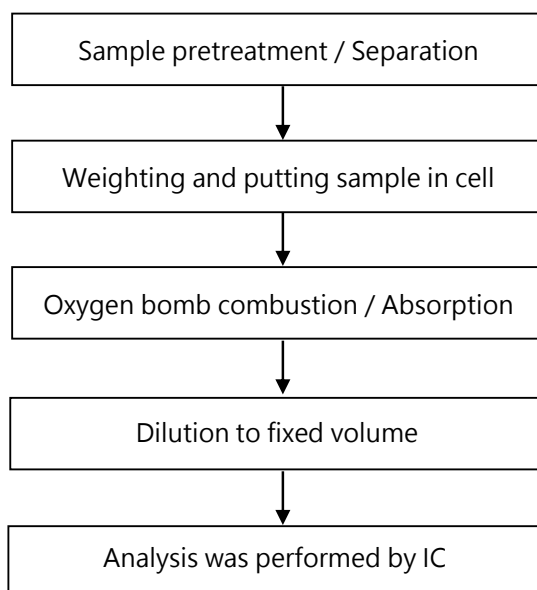 Sample pretreatment / Separation
Weighting and putting sample in cell
Oxygen bomb combustion / Absorption
Dilution to fixed volume
Analysis was performed by IC